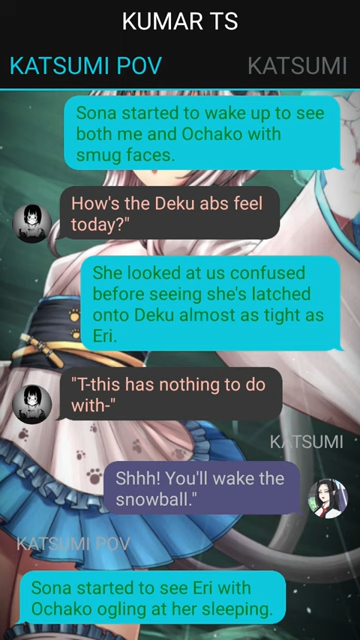 KUMAR TS
KATSUMI POV
KATSUMI
Sona started to wake up to see
both me and Ochako with
smug faces.
How's the Deku abs feel
today?"
She looked at us confused
before seeing she's latched
onto Deku almost as tight as
Eri.
"T-this has nothing to do
with-"
KATSUMI
Shhh! You'll wake the
snowball."
KATSUMI POV
Sona started to see Eri with
Ochako ogling at her sleeping.